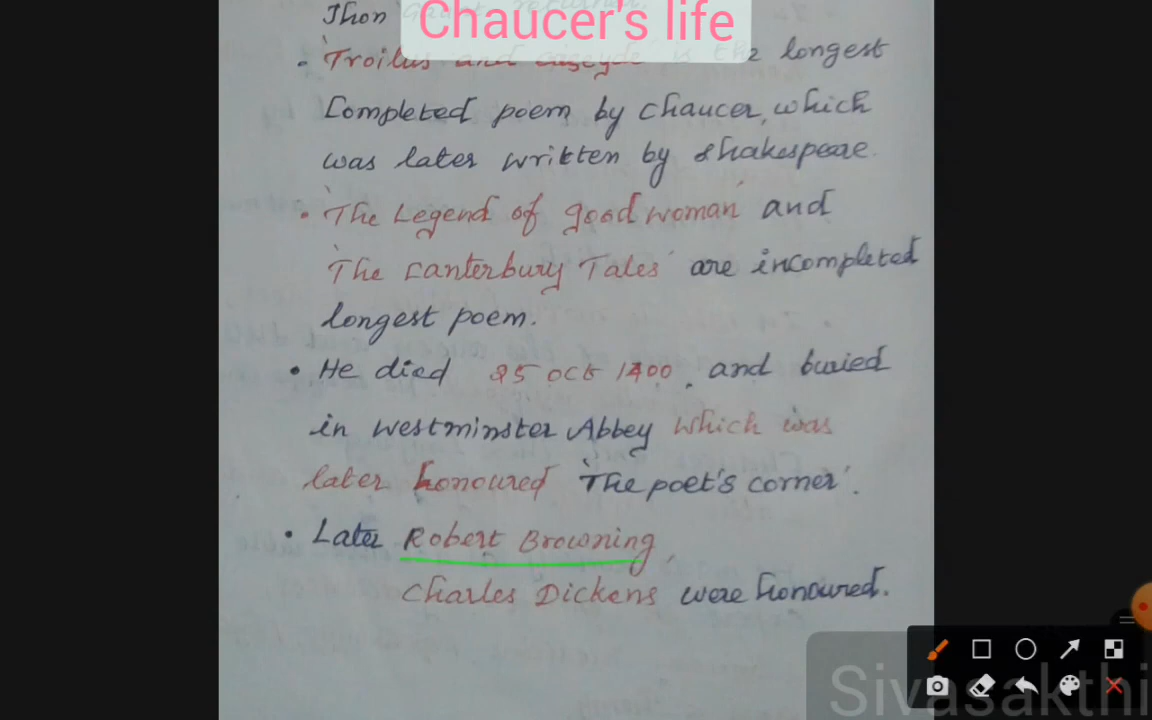 Chaucer's life
Jhon
. 'Troilus and is the longest
Completed poem by Chaucer, which
was later written by Shakespeare.
• 'The Legend of good woman' and
'The Canterbury Tales' are incompleted
longest poem.
• He died 25 Oct 1400, and buried
in Westminster Abbey which was
later honoured 'The poet's corner'.
• Later Robert Browning,
Charles Dickens were honoured.
Sivasakthi